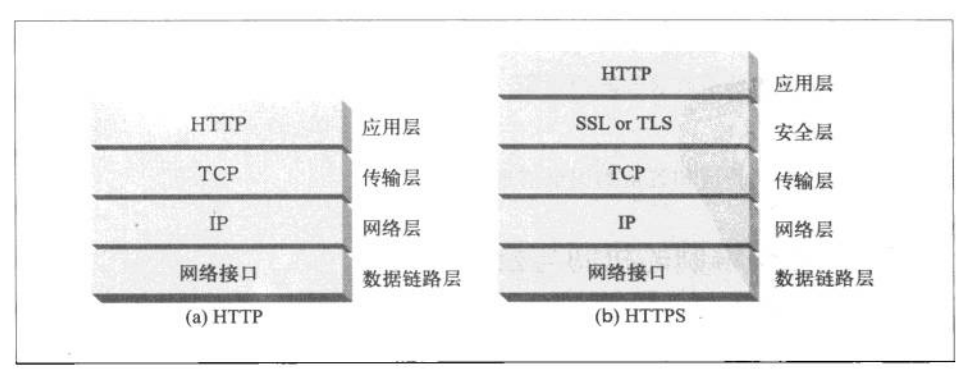 HTTP 应用层
TCP 传输层
IP 网络层
网络接口 数据链路层
(a) HTTP
HTTP 应用层
SSL or TLS 安全层
TCP 传输层
IP 网络层
网络接口 数据链路层
(b) HTTPS